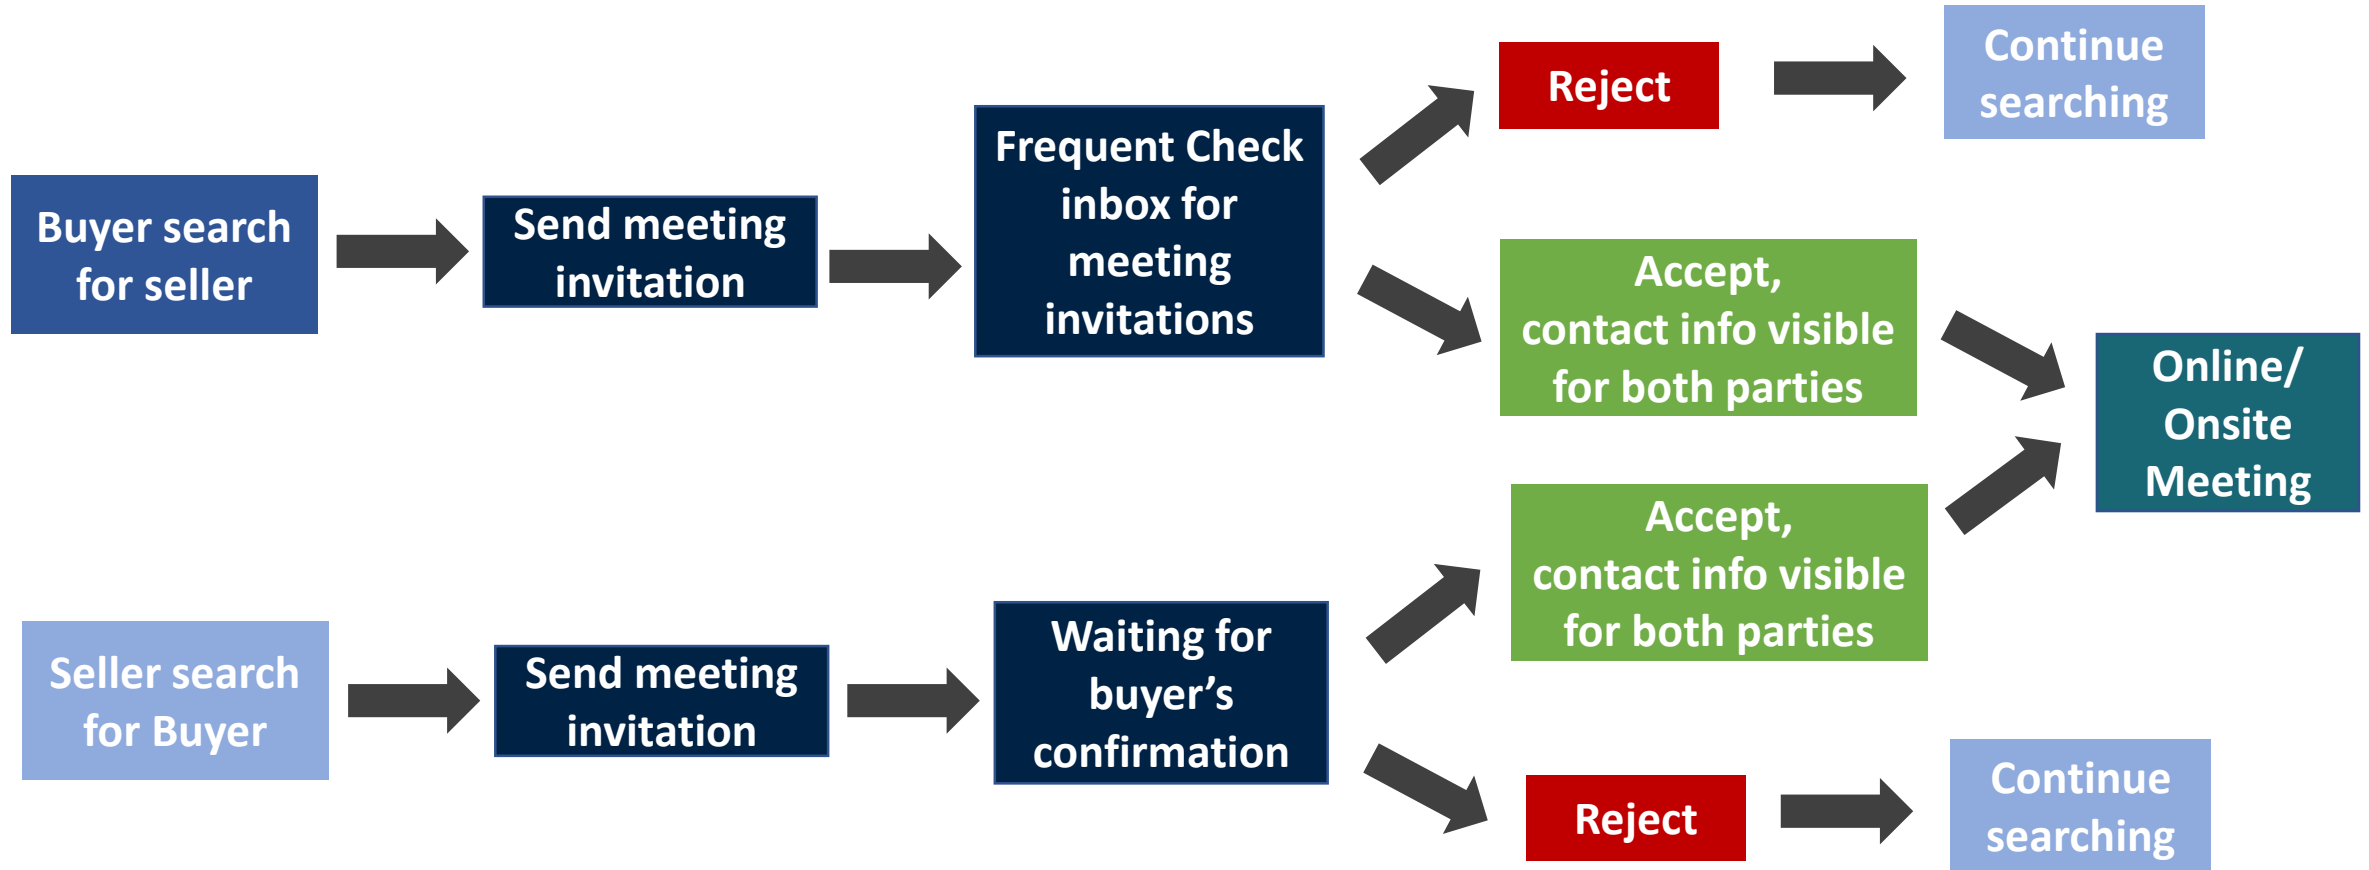 Buyer search
for seller
Send meeting
invitation
Frequent Check
inbox for
meeting
invitations
Reject
Continue
searching
Accept,
contact info visible
for both parties
Online/
Onsite
Meeting
Seller search
for Buyer
Send meeting
invitation
Waiting for
buyer’s
confirmation
Accept,
contact info visible
for both parties
Reject
Continue
searching